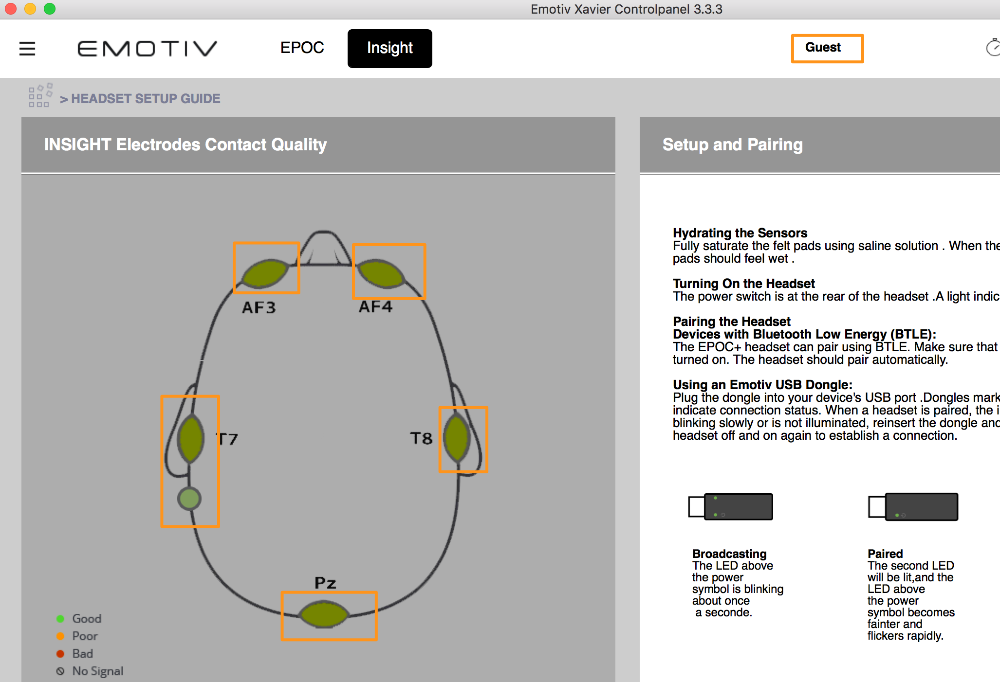 Emotiv Xavier Controlpanel 3.3.3
EMOTIV
EPOC
Insight
Guest
> HEADSET SETUP GUIDE
INSIGHT Electrodes Contact Quality
AF3
AF4
T7
T8
Pz
Good
Poor
Bad
No Signal
Setup and Pairing
Hydrating the Sensors
Fully saturate the felt pads using saline solution . When the
pads should feel wet .
Turning On the Headset
The power switch is at the rear of the headset .A light indic
Pairing the Headset
Devices with Bluetooth Low Energy (BTLE):
The EPOC+ headset can pair using BTLE. Make sure that
turned on. The headset should pair automatically.
Using an Emotiv USB Dongle:
Plug the dongle into your device's USB port .Dongles mark
indicate connection status. When a headset is paired, the i
blinking slowly or is not illuminated, reinsert the dongle and
headset off and on again to establish a connection.
Broadcasting
The LED above
the power
symbol is blinking
about once
a seconde.
Paired
The second LED
will be lit,and the
LED above
the power
symbol becomes
fainter and
flickers rapidly.